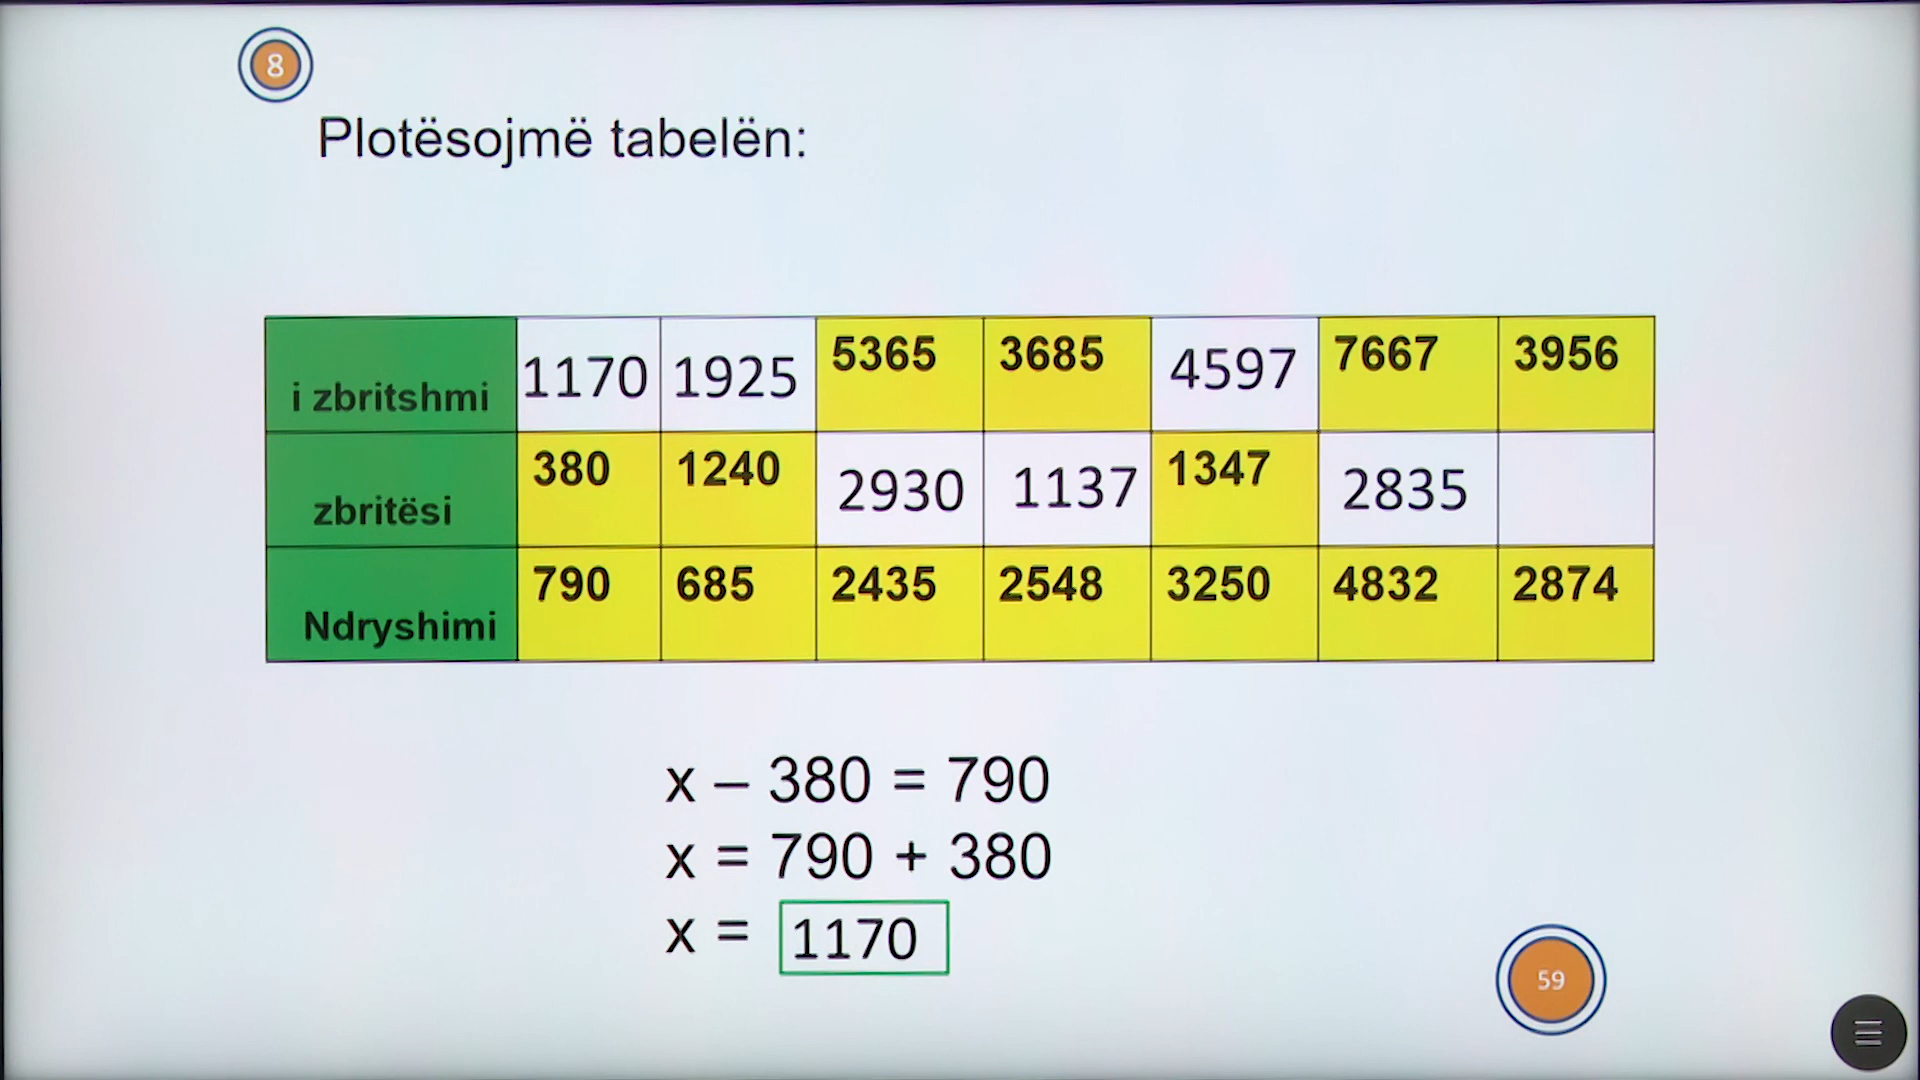 8
Plotësojmë tabelën:
i zbritshmi 1170 1925 5365 3685 4597 7667 3956
zbritësi 380 1240 2930 1137 1347 2835
Ndryshimi 790 685 2435 2548 3250 4832 2874
x – 380 = 790
x = 790 + 380
x = 1170
59